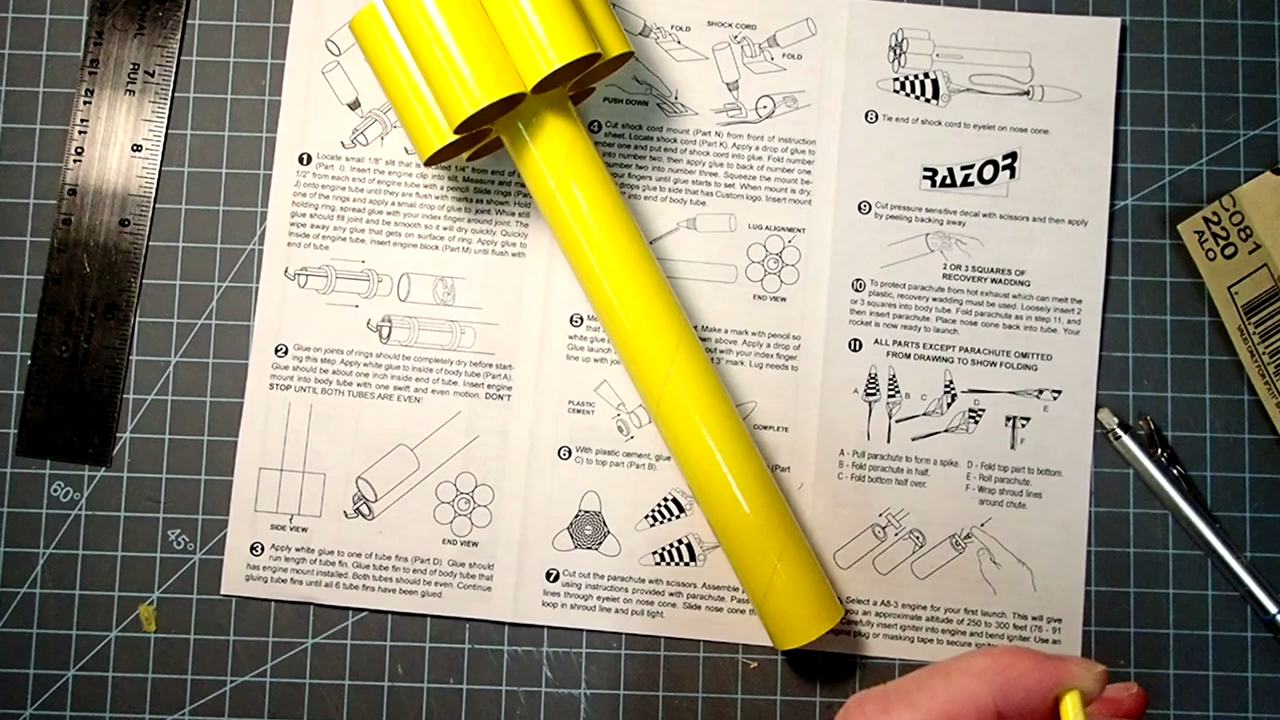 RULE
13
12
11
10
9
8
7
8
9
60°
45°
❶ Locate small 1/8" slit that is
1/4" from end of
(Part I). Insert the engine clip into slit. Measure and
1/2" from each end of engine tube with a pencil. Slide rings
J) onto engine tube until they are flush with marks as shown. Hold
one of the rings and apply a small drop of glue to joint. While still
holding ring, spread glue with your index finger around joint. The
glue should fill joint and be smooth so it will dry quickly. Quickly
wipe away any glue that gets on surface of ring. Apply glue to
inside of engine tube, insert engine block (Part M) until flush with
end of tube.
❷ Glue on joints of rings should be completely dry before start-
ing this step. Apply white glue to inside of body tube (Part A).
Glue should be about one inch inside end of tube. Insert engine
mount into body tube with one swift and even motion. DON'T
STOP UNTIL BOTH TUBES ARE EVEN!
SIDE VIEW
END VIEW
❸ Apply white glue to one of tube fins (Part D). Glue should
run length of tube fin. Glue tube fin to end of body tube that
has engine mount installed. Both tubes should be even. Continue
gluing tube fins until all 6 tube fins have been glued.
FOLD
SHOCK CORD
FOLD
PUSH DOWN
❹ Cut shock cord mount (Part N) from front of instruction
sheet. Locate shock cord (Part K). Apply a drop of glue to
number one and put end of shock cord into glue. Fold number
into number two, then apply glue to back of number one.
number two into number three. Squeeze the mount be-
your fingers until glue starts to set. When mount is dry,
drops glue to side that has Custom logo. Insert mount
into end of body tube.
LUG ALIGNMENT
END VIEW
❺
Make a mark with pencil so
that
above. Apply a drop of
white glue
out with your index finger.
Glue launch
3" mark. Lug needs to
line up with
PLASTIC
CEMENT
COMPLETE
❻ With plastic cement, glue
(Part
C) to top part (Part B).
❼ Cut out the parachute with scissors. Assemble
using instructions provided with parachute.
lines through eyelet on nose cone. Slide nose cone
loop in shroud line and pull tight.
❽ Tie end of shock cord to eyelet on nose cone.
RAZOR
❾ Cut pressure sensitive decal with scissors and then apply
by peeling backing away.
2 OR 3 SQUARES OF
RECOVERY WADDING
❿ To protect parachute from hot exhaust which can melt the
plastic, recovery wadding must be used. Loosely insert 2
or 3 squares into body tube. Fold parachute as in step 11, and
then insert parachute. Place nose cone back into tube. Your
rocket is now ready to launch.
⓫ ALL PARTS EXCEPT PARACHUTE OMITTED
FROM DRAWING TO SHOW FOLDING
A
B
C
D
E
F
A - Pull parachute to form a spike.
B - Fold parachute in half.
C - Fold bottom half over.
D - Fold top part to bottom.
E - Roll parachute.
F - Wrap shroud lines
around chute.
Select a A8-3 engine for your first launch. This will give
you an approximate altitude of 250 to 300 feet (76 - 91
Carefully insert igniter into engine and bend igniter. Use an
engine plug or masking tape to secure
C081
220
ALO